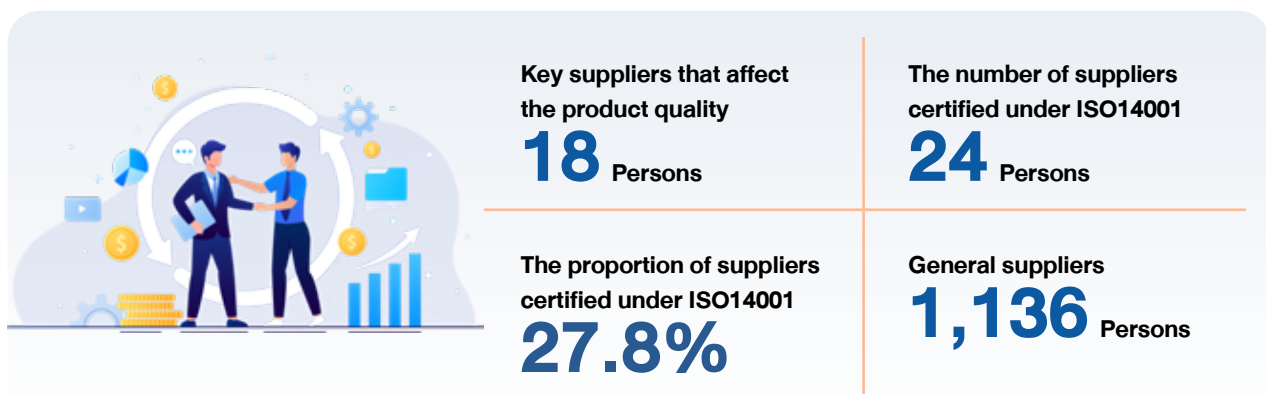 Key suppliers that affect
the product quality
18 Persons
The number of suppliers
certified under ISO14001
24 Persons
The proportion of suppliers
certified under ISO14001
27.8%
General suppliers
1,136 Persons